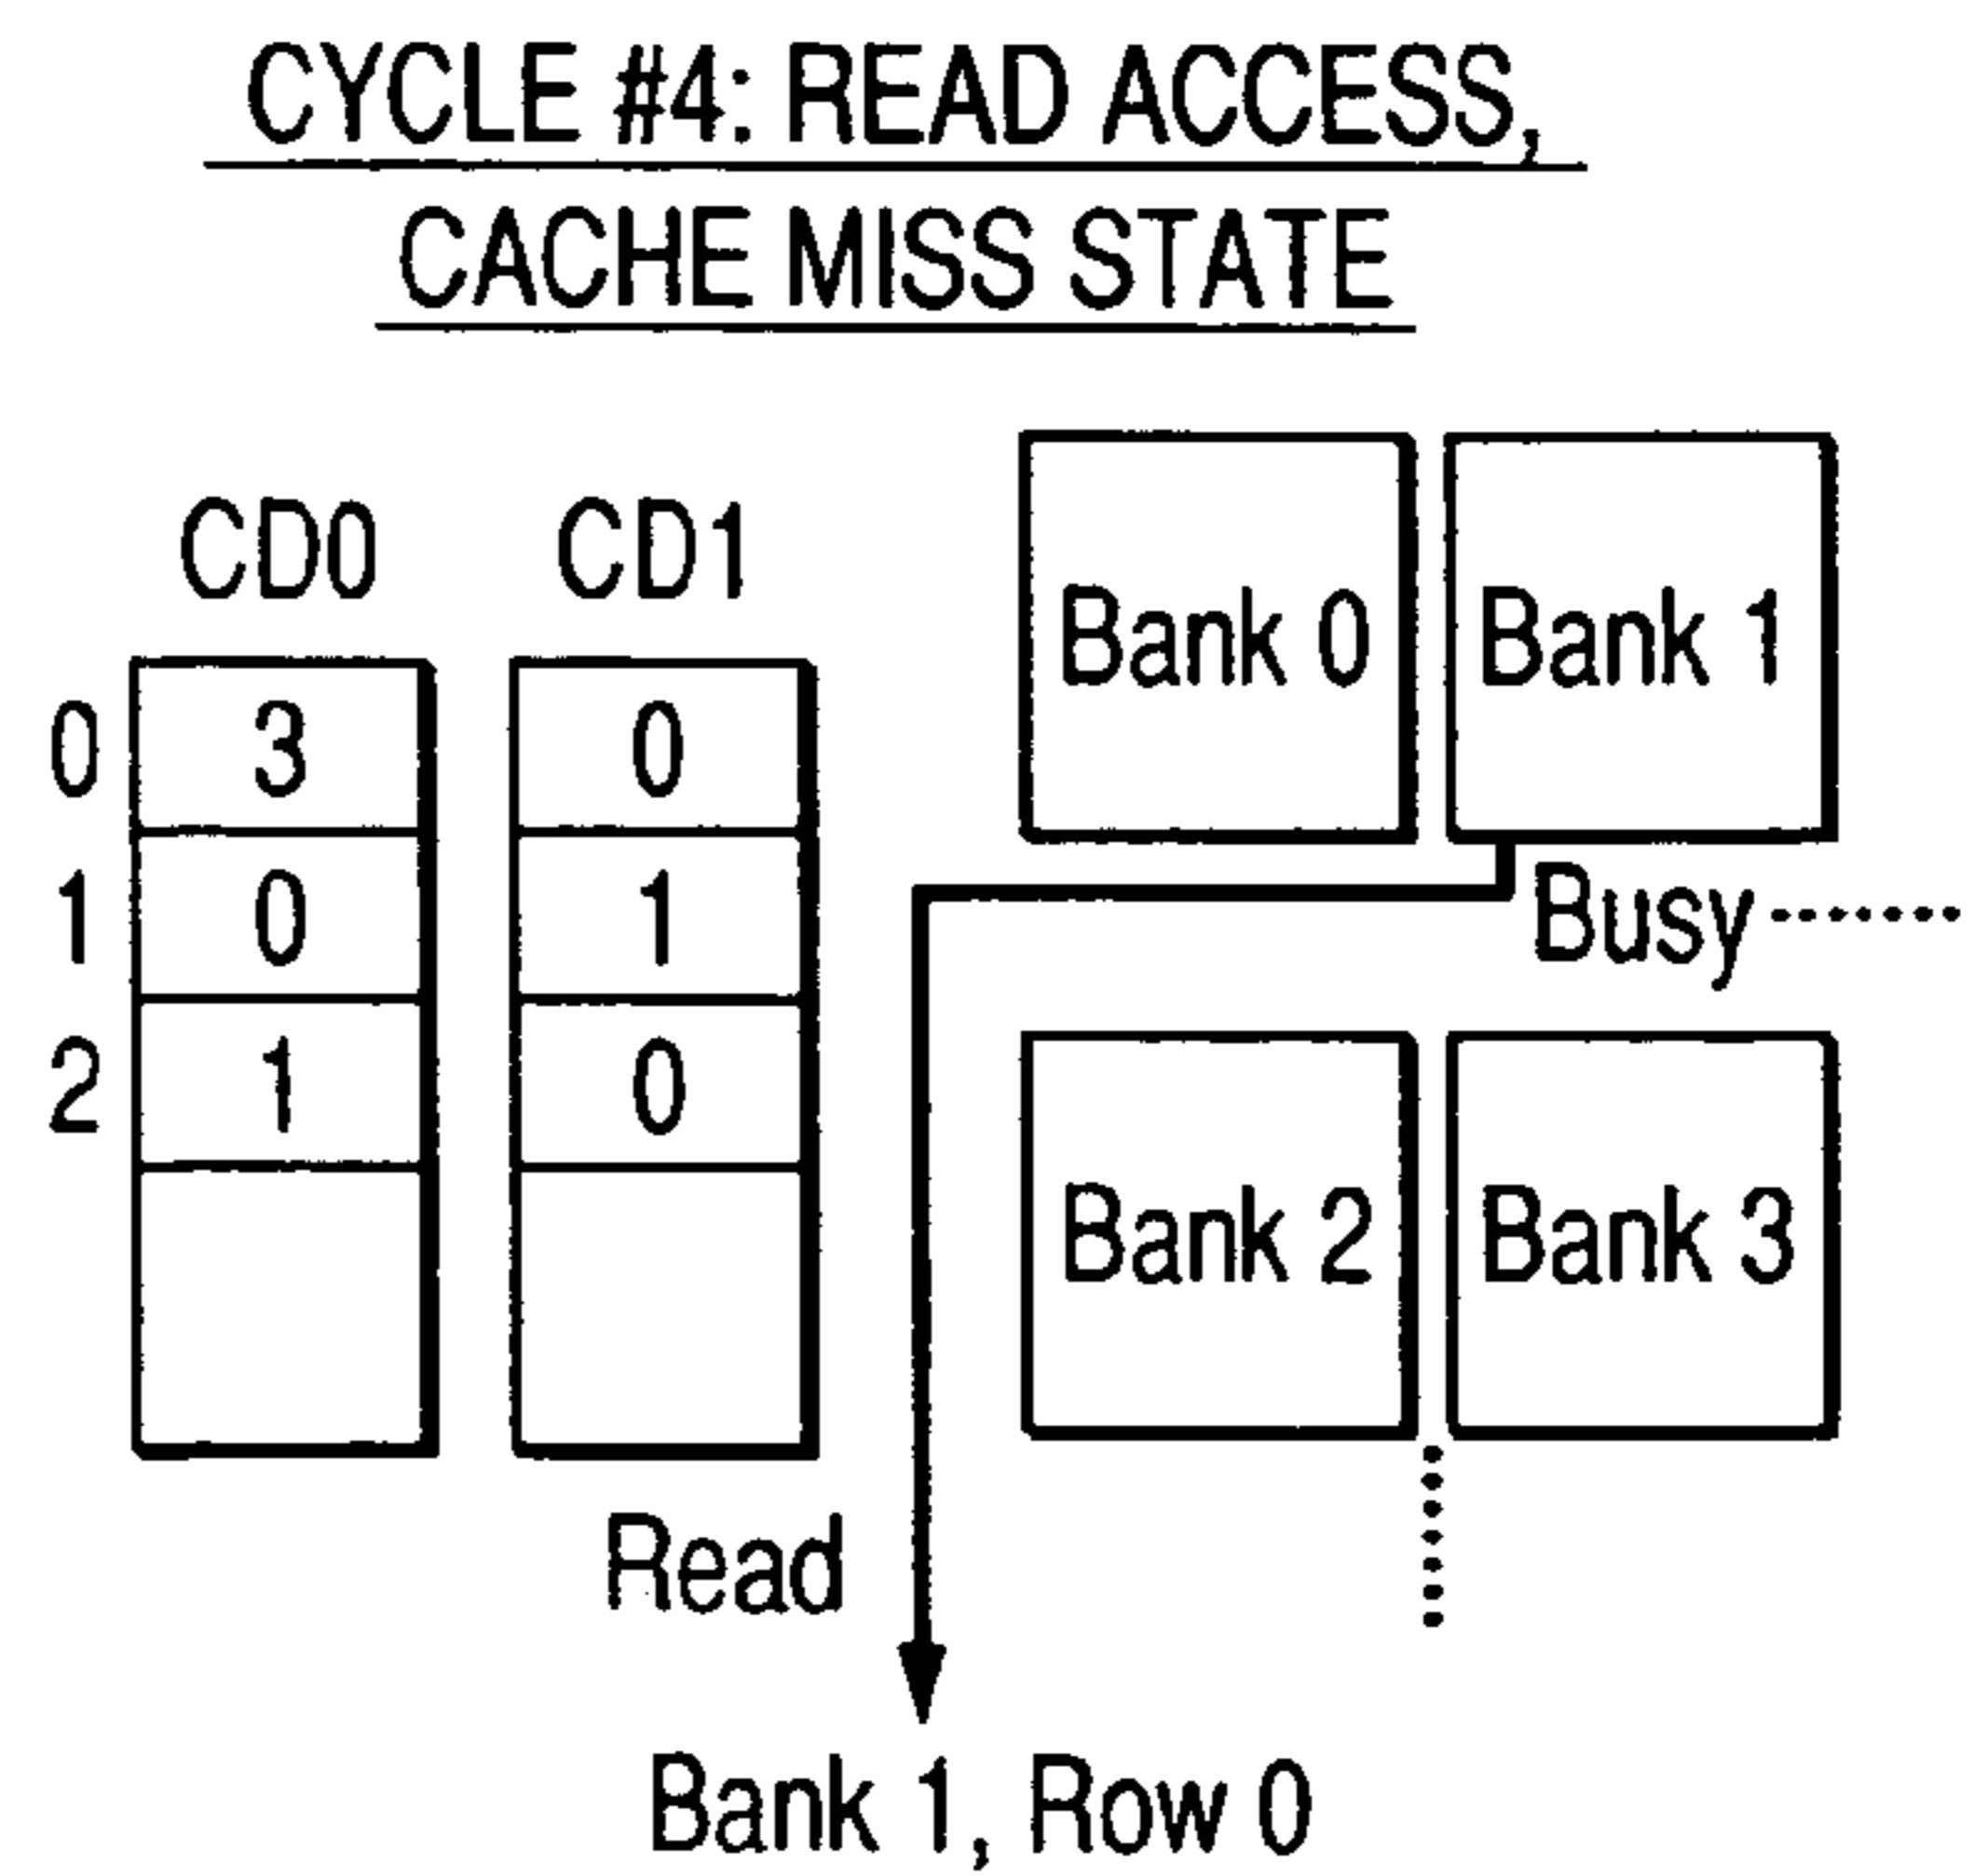 CYCLE #4: READ ACCESS,
CACHE MISS STATE
CD0 CD1
Bank 0 Bank 1
0 3 0
1 0 1
Busy
2 1 0
Bank 2 Bank 3
Read
Bank 1, Row 0